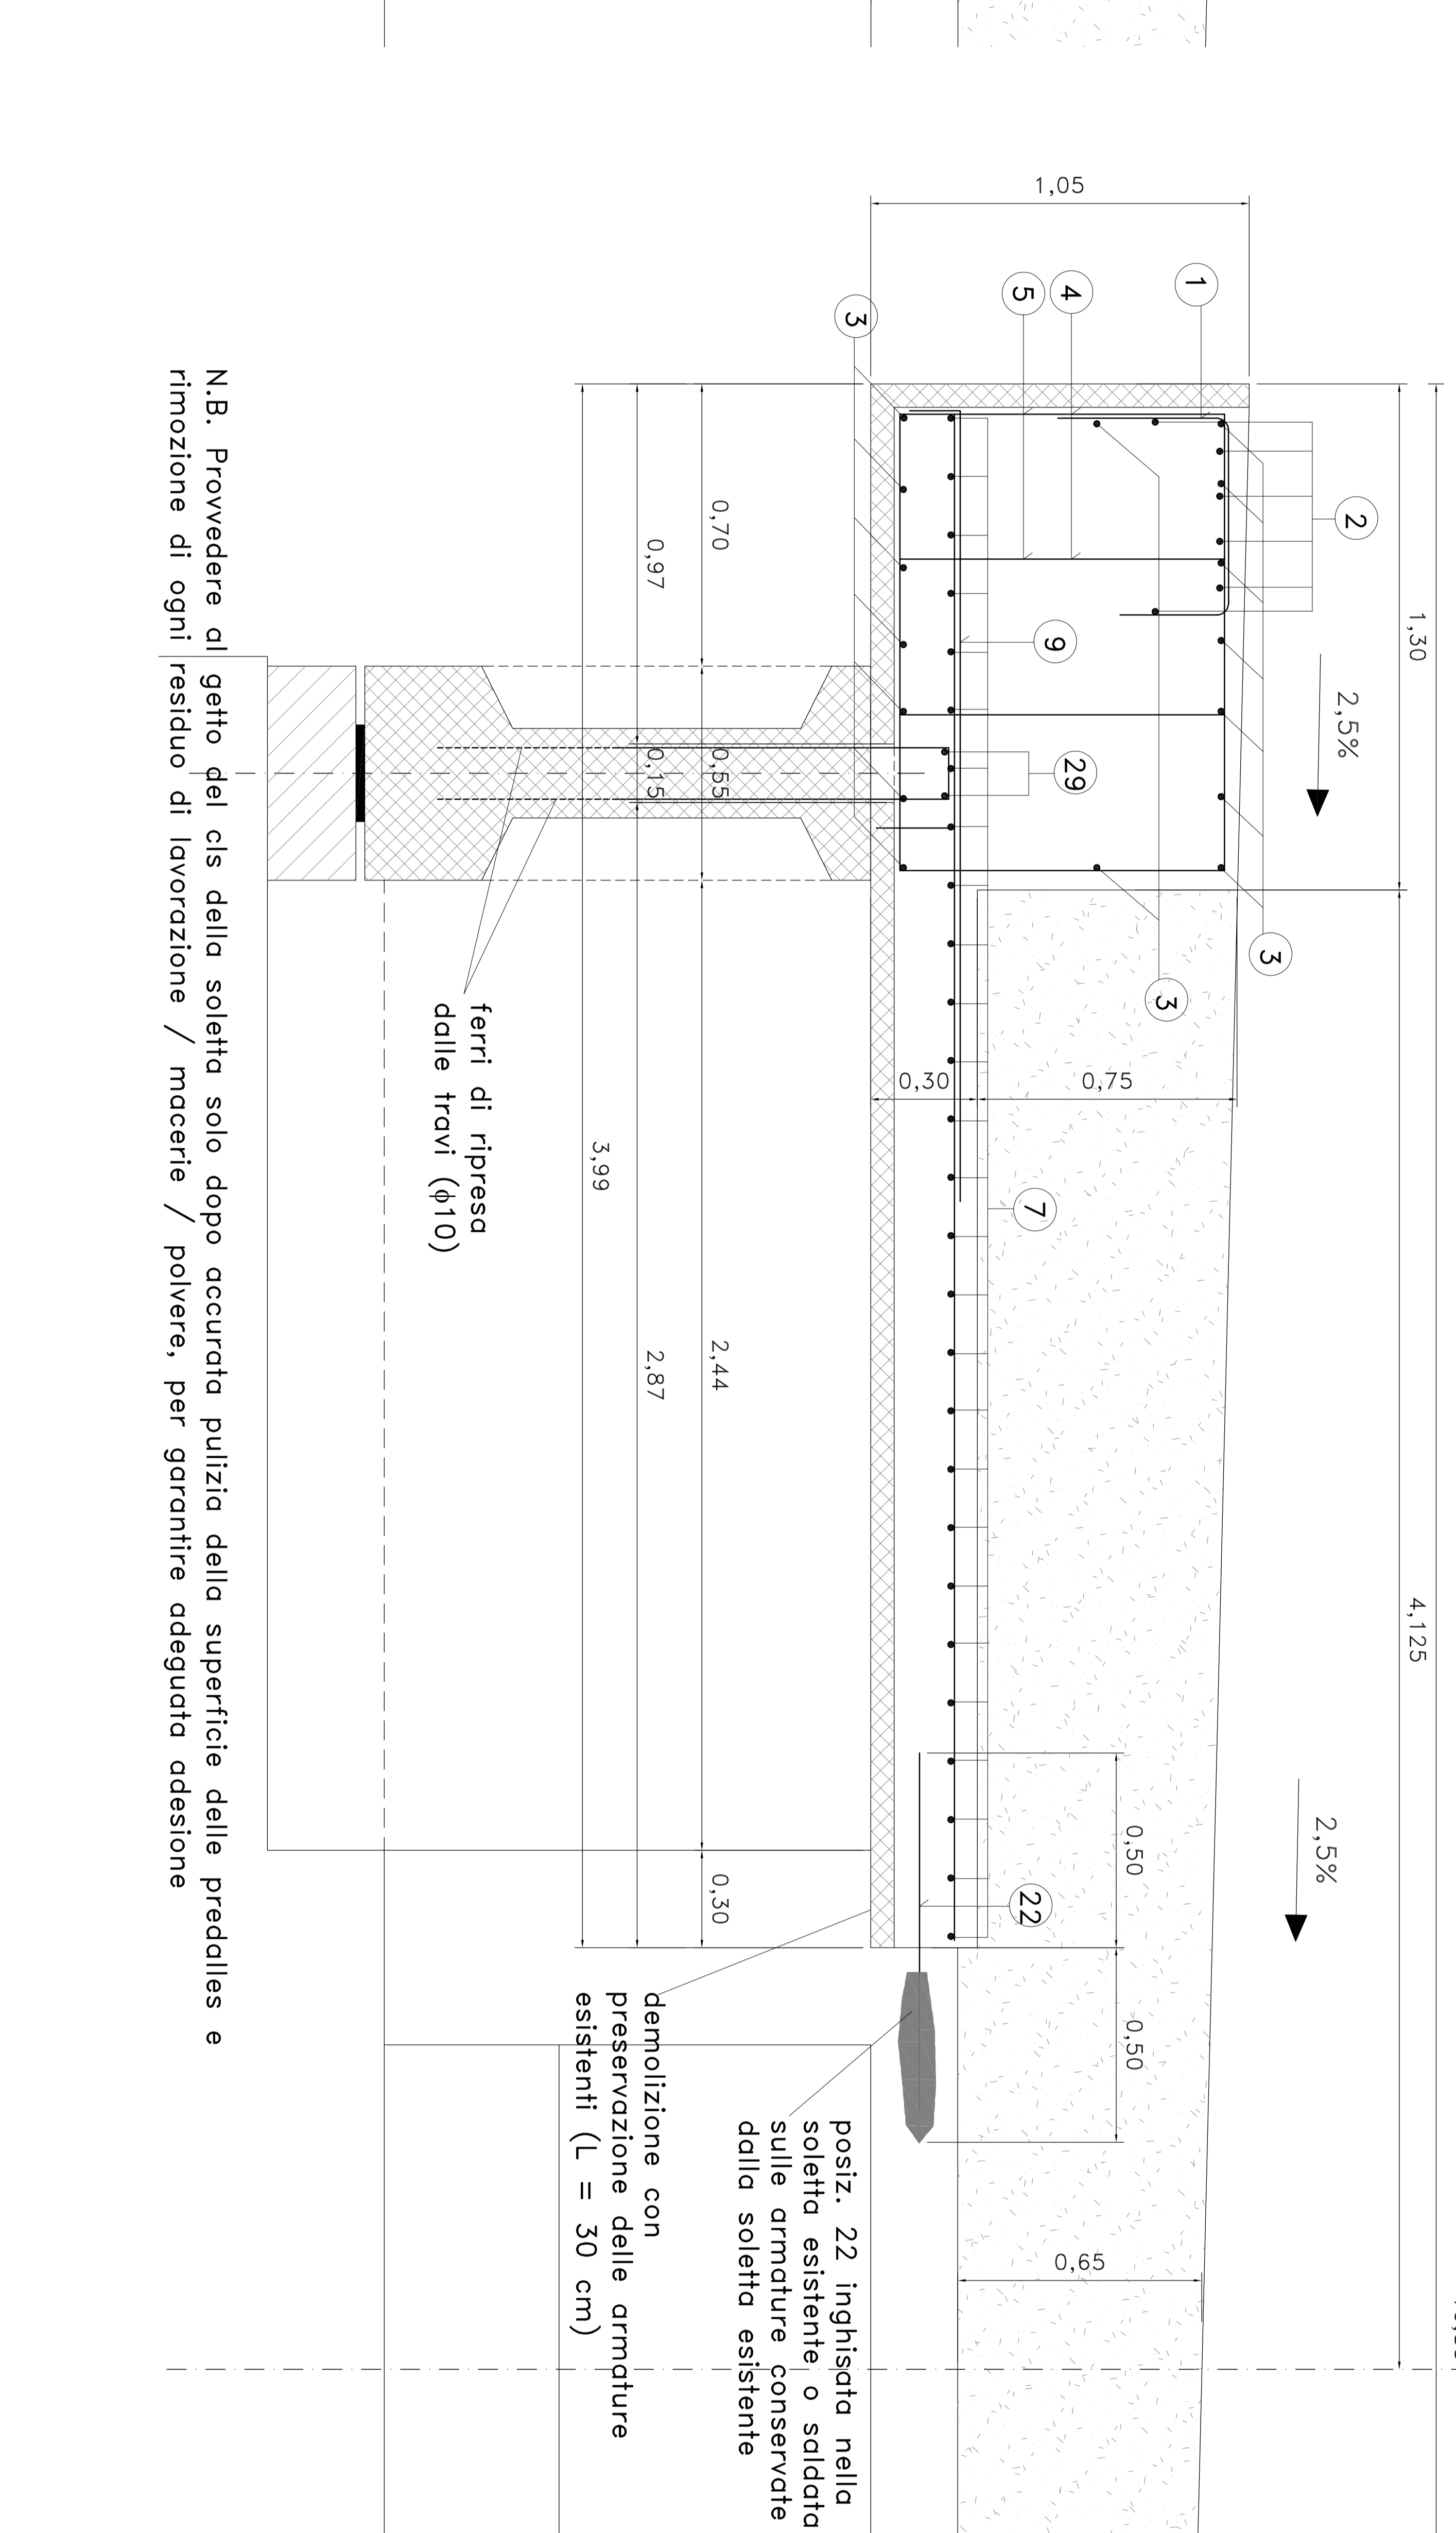 1,30
4,125
2,5%
2,5%
1,05
1
4
5
3
2
3
3
9
29
7
22
0,30
0,75
0,50
0,50
0,65
0,70
0,55
2,44
0,30
0,97
0,15
2,87
3,99
ferri di ripresa
dalle travi (ϕ10)
posiz. 22 inghisata nella
soletta esistente o saldata
sulle armature conservate
dalla soletta esistente
demolizione con
preservazione delle armature
esistenti (L = 30 cm)
N.B. Provvedere al getto del cls della soletta solo dopo accurata pulizia della superficie delle predalles e
rimozione di ogni residuo di lavorazione / macerie / polvere, per garantire adeguata adesione